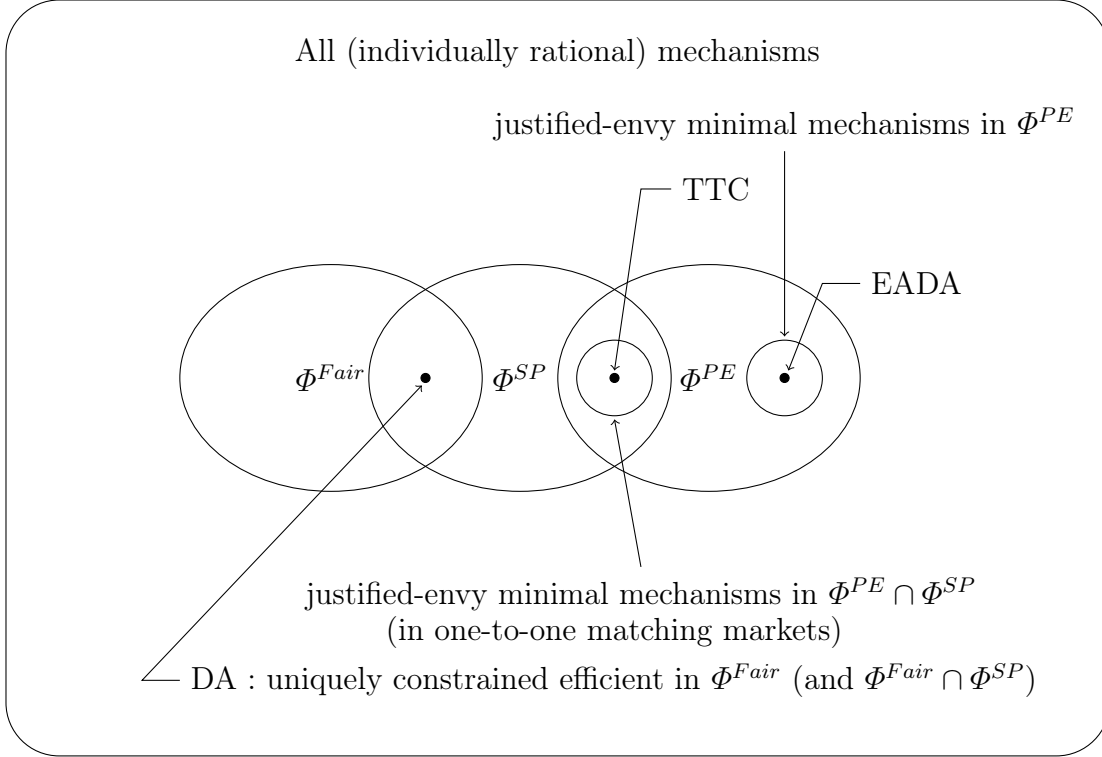 All (individually rational) mechanisms
justified-envy minimal mechanisms in Φ^{PE}
TTC
EADA
Φ^{Fair} Φ^{SP} Φ^{PE}
justified-envy minimal mechanisms in Φ^{PE} ∩ Φ^{SP}
(in one-to-one matching markets)
DA : uniquely constrained efficient in Φ^{Fair} (and Φ^{Fair} ∩ Φ^{SP})